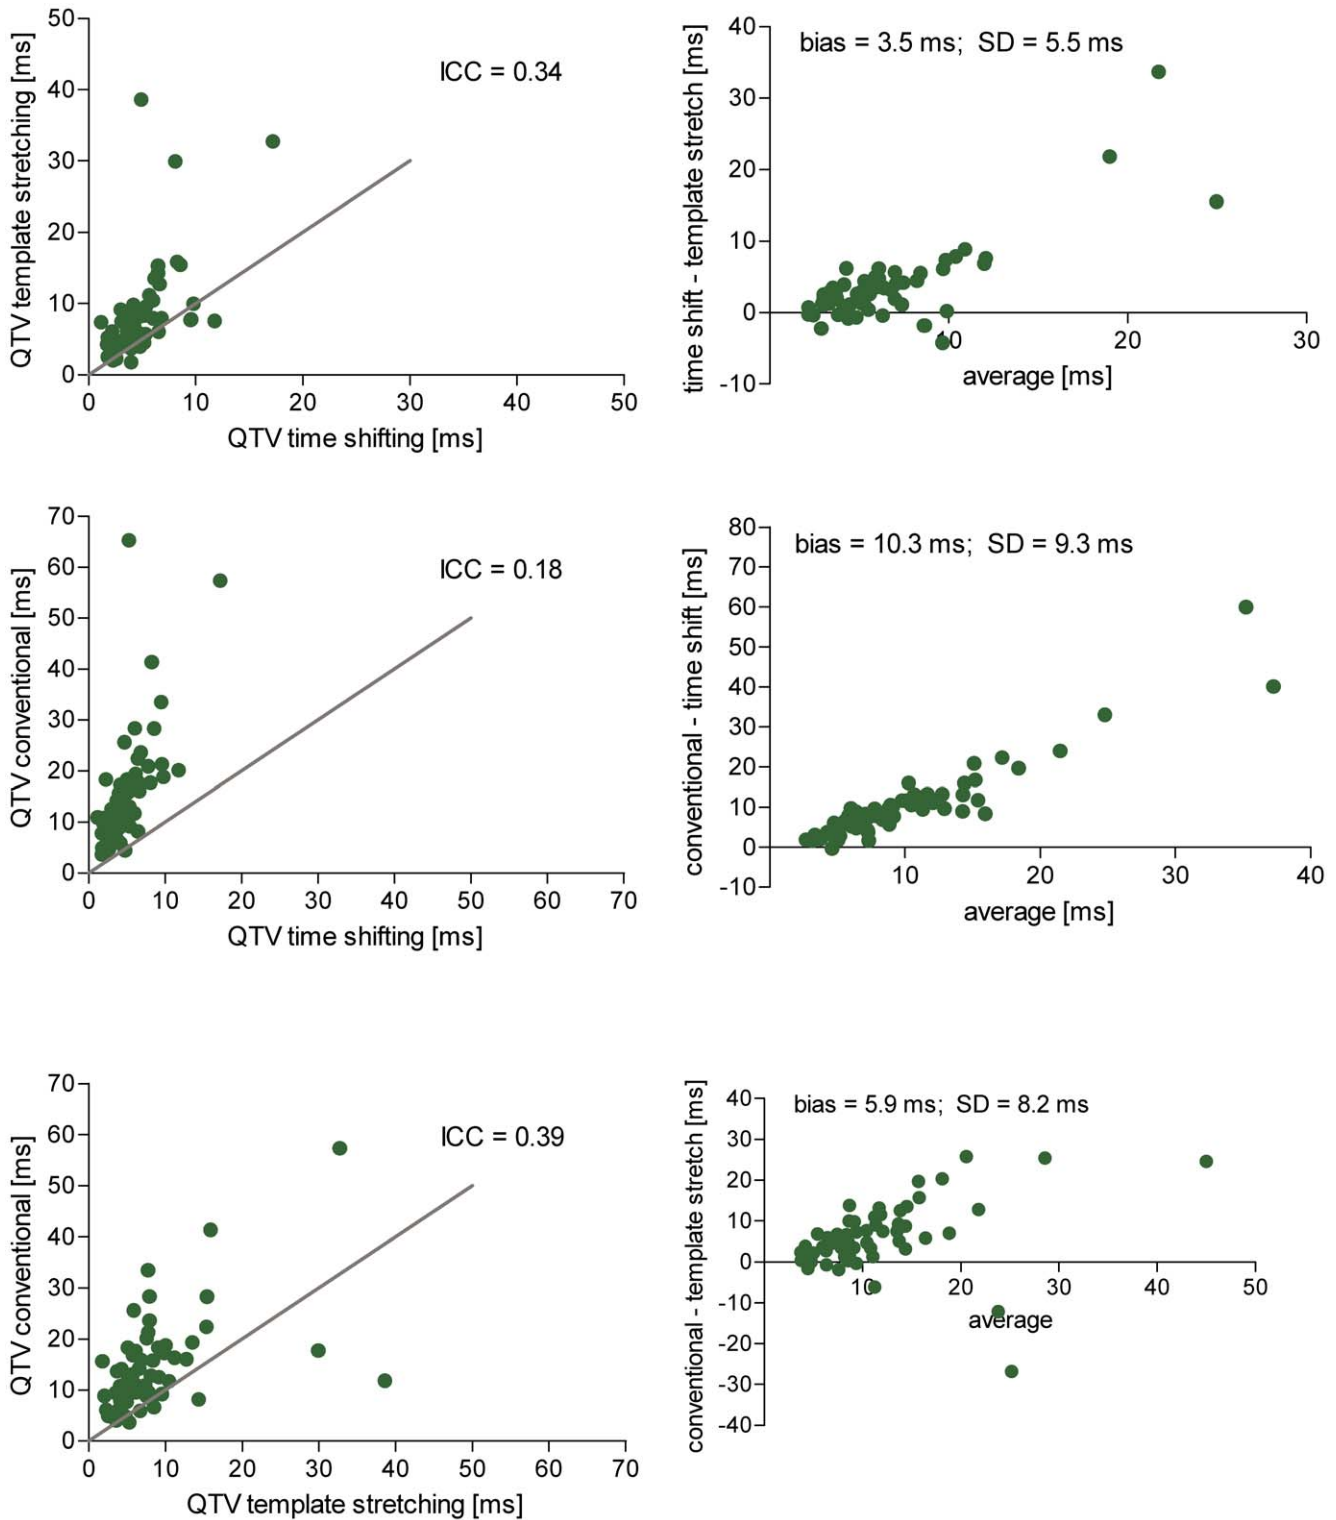 QTV template stretching [ms]
50
40
30
20
10
0
ICC = 0.34
0 10 20 30 40 50
QTV time shifting [ms]
time shift - template stretch [ms]
40
30
20
10
0
-10
bias = 3.5 ms; SD = 5.5 ms
10 20 30
average [ms]
QTV conventional [ms]
70
60
50
40
30
20
10
0
ICC = 0.18
0 10 20 30 40 50 60 70
QTV time shifting [ms]
conventional - time shift [ms]
80
70
60
50
40
30
20
10
0
-10
bias = 10.3 ms; SD = 9.3 ms
10 20 30 40
average [ms]
QTV conventional [ms]
70
60
50
40
30
20
10
0
ICC = 0.39
0 10 20 30 40 50 60 70
QTV template stretching [ms]
conventional - template stretch [ms]
40
30
20
10
0
-10
-20
-30
-40
bias = 5.9 ms; SD = 8.2 ms
10 20 30 40 50
average